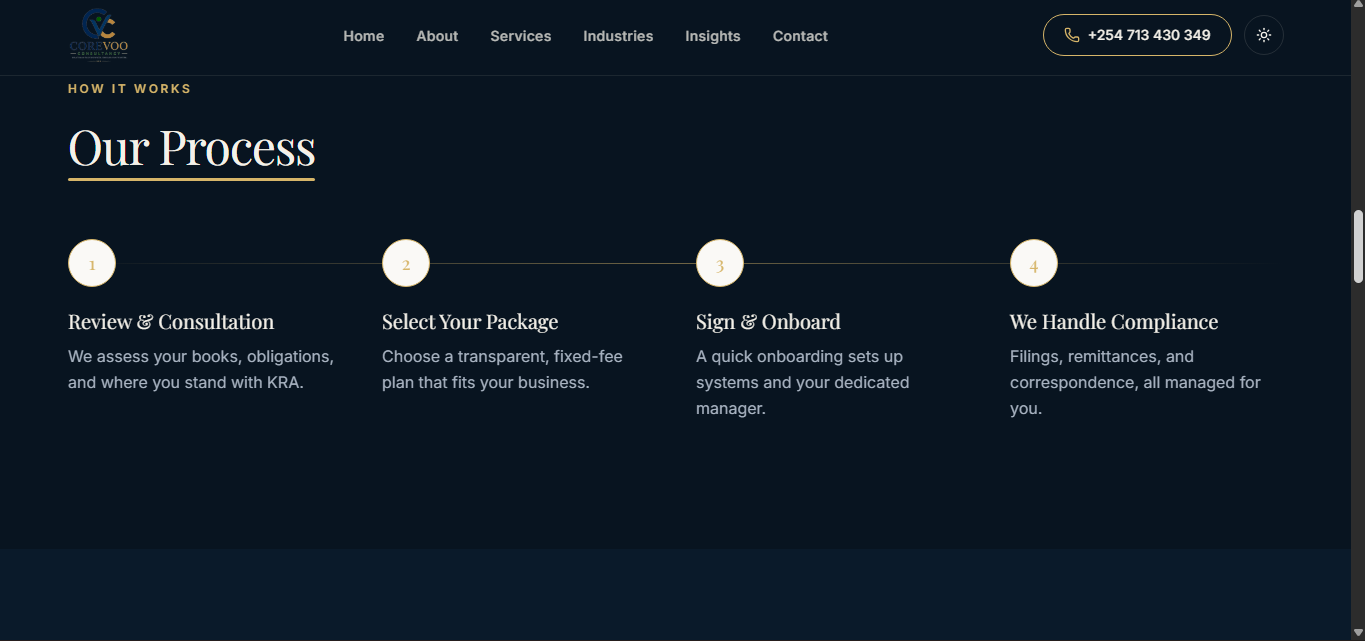 COREVOO
CONSULTANCY
Home
About
Services
Industries
Insights
Contact
+254 713 430 349
HOW IT WORKS
Our Process
1
2
3
4
Review & Consultation
We assess your books, obligations,
and where you stand with KRA.
Select Your Package
Choose a transparent, fixed-fee
plan that fits your business.
Sign & Onboard
A quick onboarding sets up
systems and your dedicated
manager.
We Handle Compliance
Filings, remittances, and
correspondence, all managed for
you.